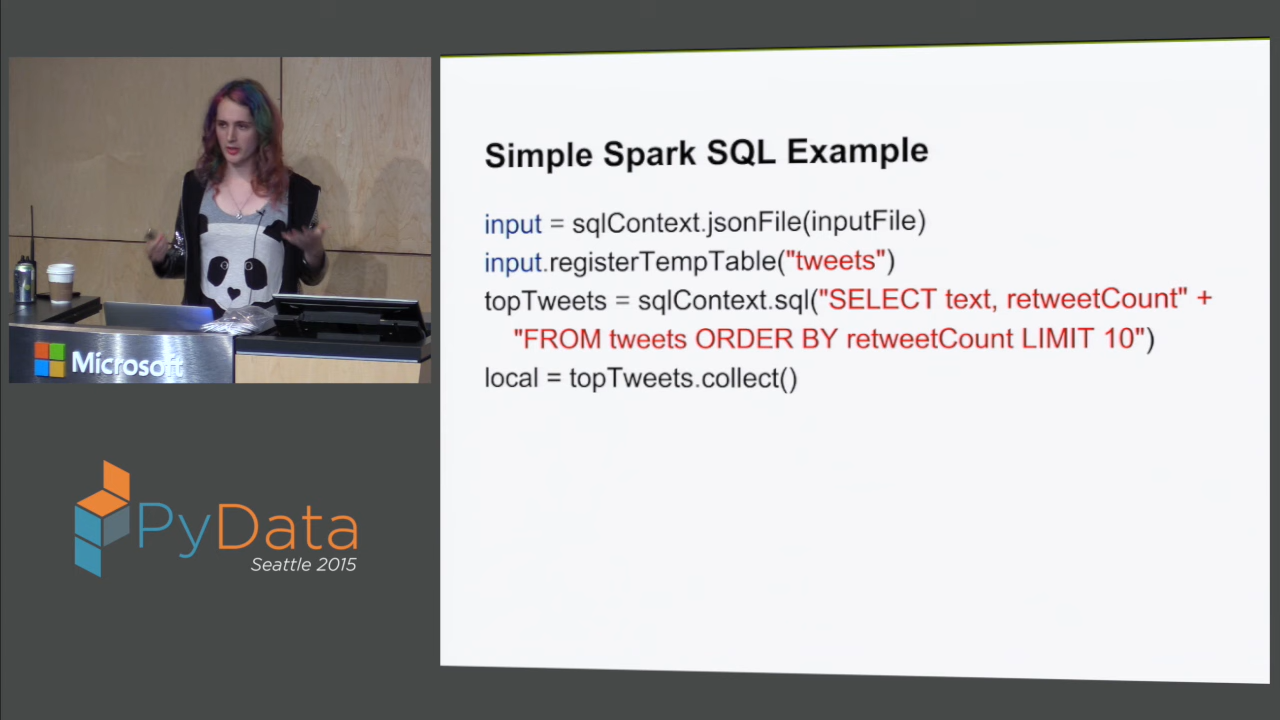 Simple Spark SQL Example
input = sqlContext.jsonFile(inputFile)
input.registerTempTable("tweets")
topTweets = sqlContext.sql("SELECT text, retweetCount" +
"FROM tweets ORDER BY retweetCount LIMIT 10")
local = topTweets.collect()
Microsoft
PyData
Seattle 2015